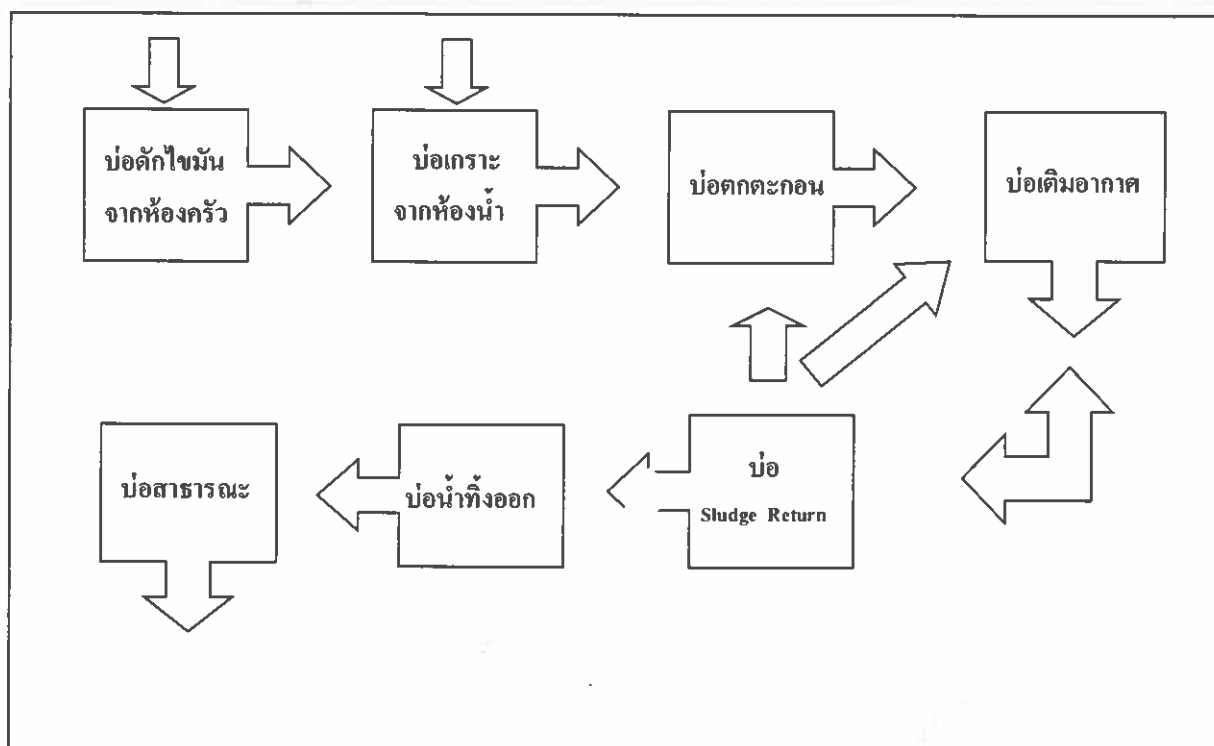 บ่อดักไขมัน
จากห้องครัว
บ่อเกราะ
จากห้องน้ำ
บ่อตกตะกอน
บ่อเติมอากาศ
บ่อสาธารณะ
บ่อน้ำทิ้งออก
บ่อ
Sludge Return